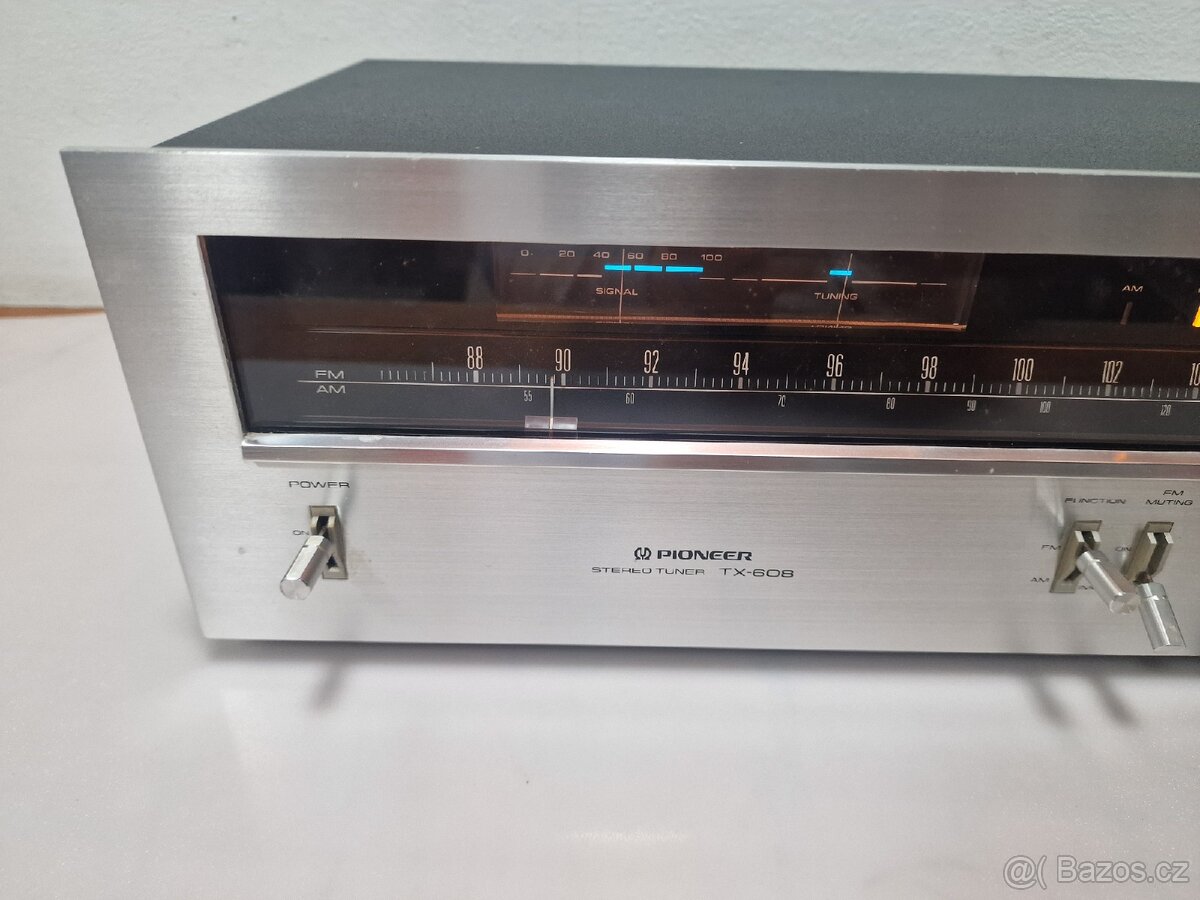 0 20 40 60 80 100
SIGNAL TUNING AM
FM 88 90 92 94 96 98 100 102
AM 55 60 70 80 90 100 120
POWER
ON
FUNCTION
FM
MUTING
FM
AM
ON
PIONEER
STEREO TUNER TX-608
@( Bazos.cz